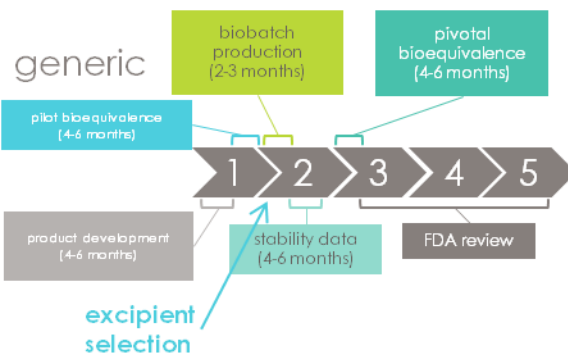 generic
biobatch
production
(2-3 months)
pivotal
bioequivalence
(4-6 months)
pilot bioequivalence
(4-6 months)
1 2 3 4 5
product development
(4-6 months)
stability data
(4-6 months)
FDA review
excipient
selection